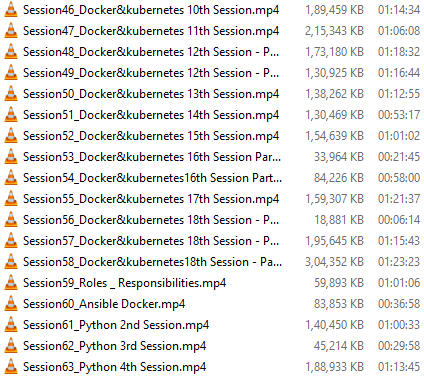 Session46_Docker&kubernetes 10th Session.mp4 1,89,459 KB 01:14:34
Session47_Docker&kubernetes 11th Session.mp4 2,15,343 KB 01:06:08
Session48_Docker&kubernetes 12th Session - P... 1,73,180 KB 01:18:32
Session49_Docker&kubernetes 12th Session - P... 1,30,925 KB 01:16:44
Session50_Docker&kubernetes 13th Session.mp4 1,38,262 KB 01:12:55
Session51_Docker&kubernetes 14th Session.mp4 1,30,469 KB 00:53:17
Session52_Docker&kubernetes 15th Session.mp4 1,54,639 KB 01:01:02
Session53_Docker&kubernetes 16th Session Par... 33,964 KB 00:21:45
Session54_Docker&kubernetes16th Session Part... 84,226 KB 00:58:00
Session55_Docker&kubernetes 17th Session.mp4 1,59,307 KB 01:21:37
Session56_Docker&kubernetes 18th Session - P... 18,881 KB 00:06:14
Session57_Docker&kubernetes 18th Session - P... 1,95,645 KB 01:15:43
Session58_Docker&kubernetes18th Session - Pa... 3,04,352 KB 01:23:23
Session59_Roles _ Responsibilities.mp4 59,893 KB 01:01:06
Session60_Ansible Docker.mp4 83,853 KB 00:36:58
Session61_Python 2nd Session.mp4 1,40,450 KB 01:00:33
Session62_Python 3rd Session.mp4 45,214 KB 00:29:58
Session63_Python 4th Session.mp4 1,88,933 KB 01:13:45